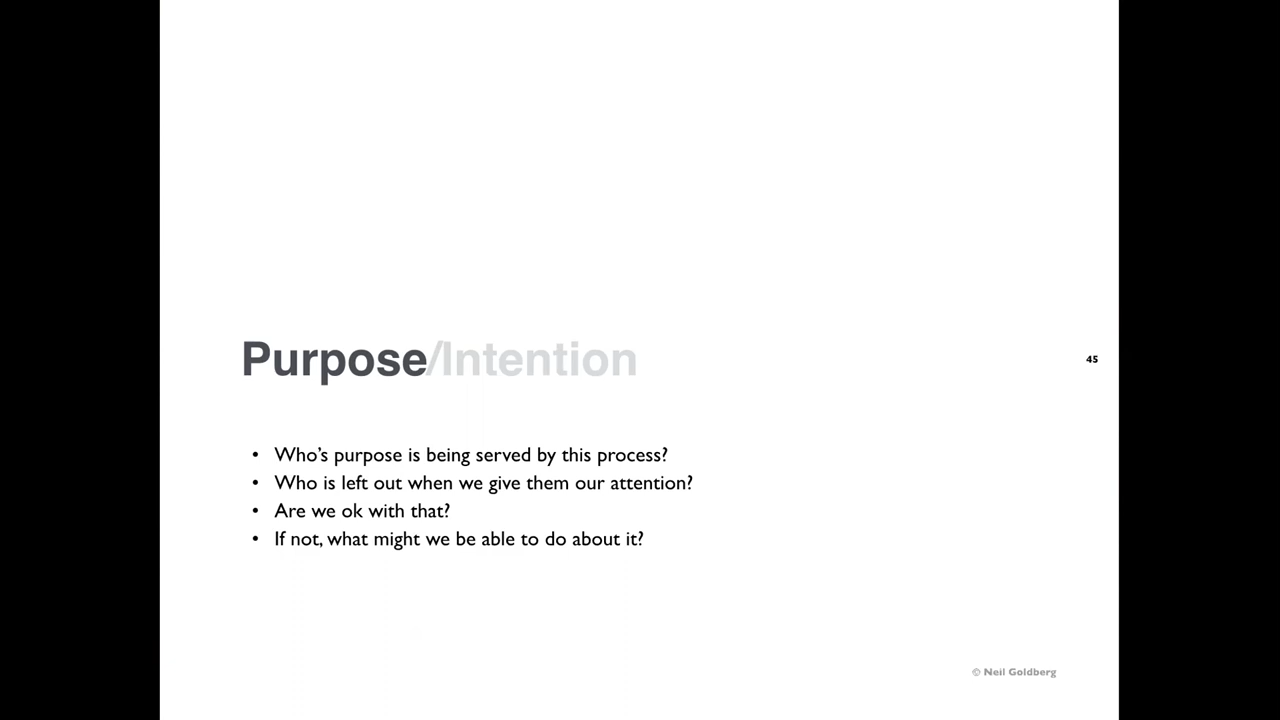 Purpose/Intention
45
• Who's purpose is being served by this process?
• Who is left out when we give them our attention?
• Are we ok with that?
• If not, what might we be able to do about it?
© Neil Goldberg